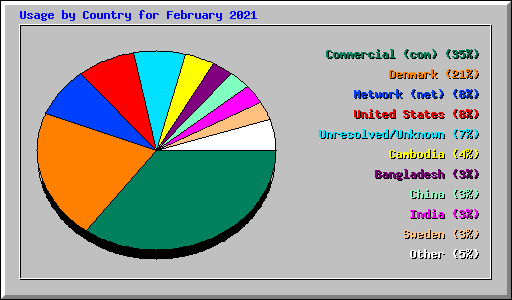 Usage by Country for February 2021
Commercial (com) (35%)
Denmark (21%)
Network (net) (8%)
United States (8%)
Unresolved/Unknown (7%)
Cambodia (4%)
Bangladesh (3%)
China (3%)
India (3%)
Sweden (3%)
Other (5%)